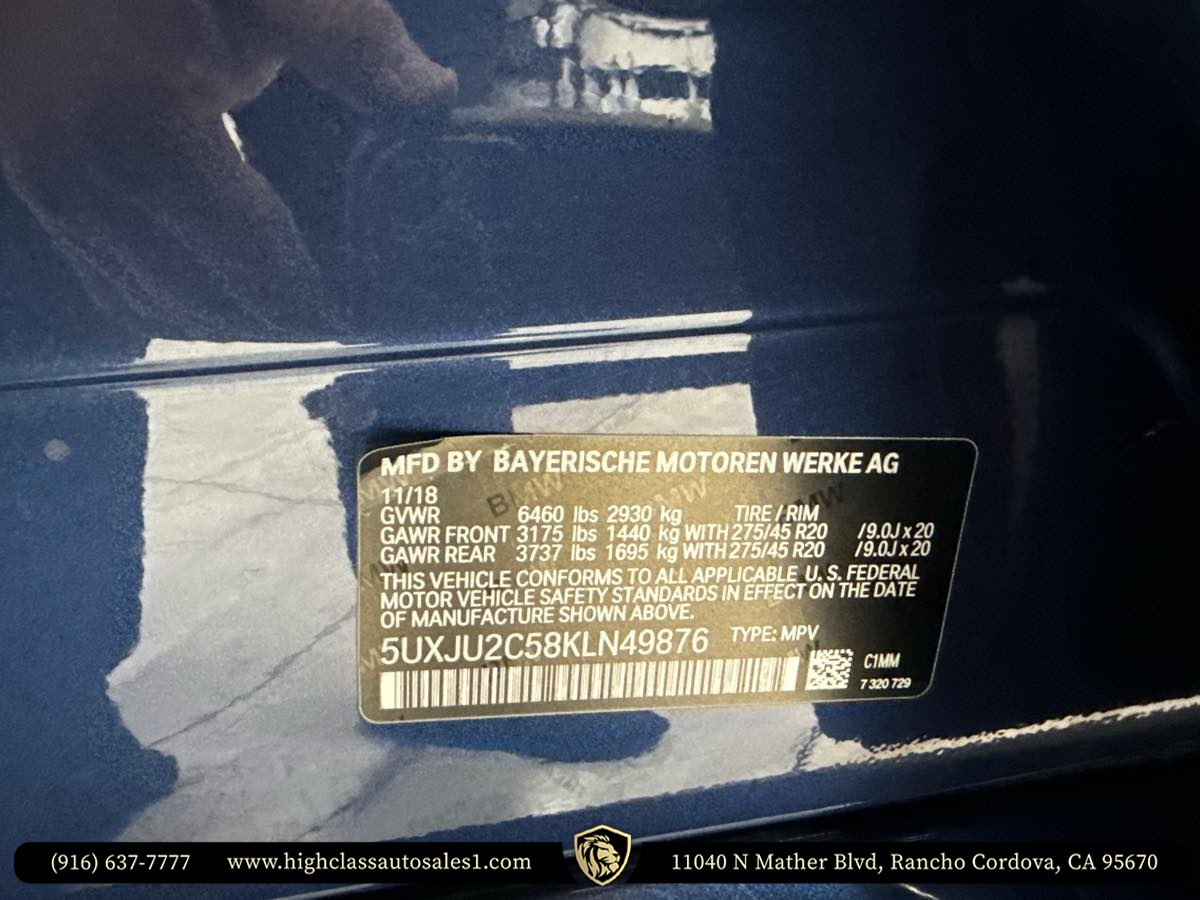 MFD BY BAYERISCHE MOTOREN WERKE AG
11/18
GVWR 6460 lbs 2930 kg TIRE / RIM
GAWR FRONT 3175 lbs 1440 kg WITH 275/45 R20 /9.0J x 20
GAWR REAR 3737 lbs 1695 kg WITH 275/45 R20 /9.0J x 20
THIS VEHICLE CONFORMS TO ALL APPLICABLE U. S. FEDERAL
MOTOR VEHICLE SAFETY STANDARDS IN EFFECT ON THE DATE
OF MANUFACTURE SHOWN ABOVE.
5UXJU2C58KLN49876 TYPE: MPV
C1MM
7 320 729
(916) 637-7777 www.highclassautosales1.com 11040 N Mather Blvd, Rancho Cordova, CA 95670